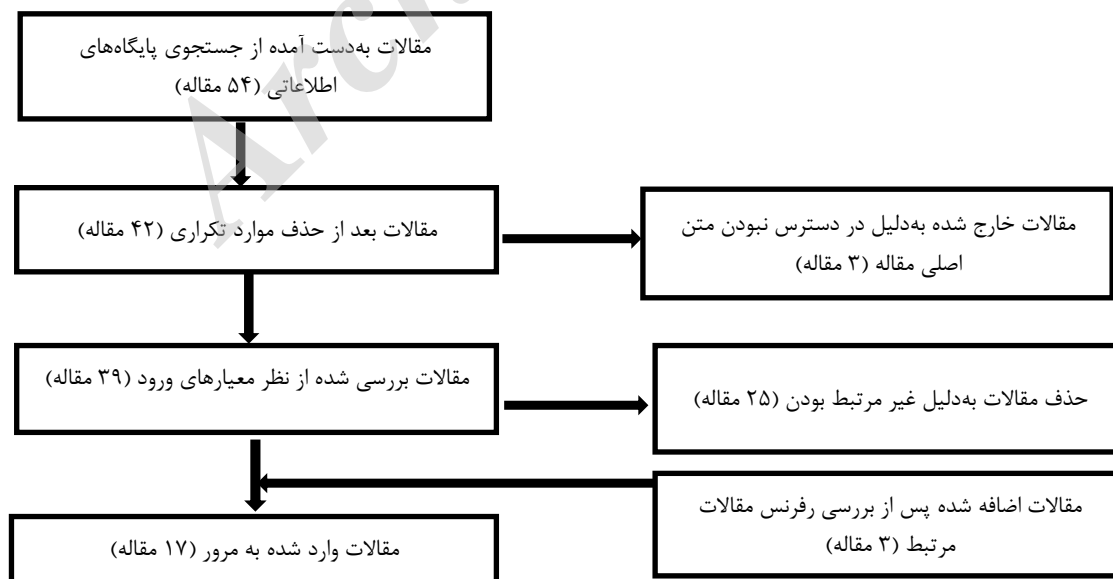 مقالات به‌دست آمده از جستجوی پایگاه‌های
اطلاعاتی (۵۴ مقاله)
مقالات بعد از حذف موارد تکراری (۴۲ مقاله)
مقالات خارج شده به‌دلیل در دسترس نبودن متن
اصلی مقاله (۳ مقاله)
مقالات بررسی شده از نظر معیارهای ورود (۳۹ مقاله)
حذف مقالات به‌دلیل غیر مرتبط بودن (۲۵ مقاله)
مقالات اضافه شده پس از بررسی رفرنس مقالات
مرتبط (۳ مقاله)
مقالات وارد شده به مرور (۱۷ مقاله)